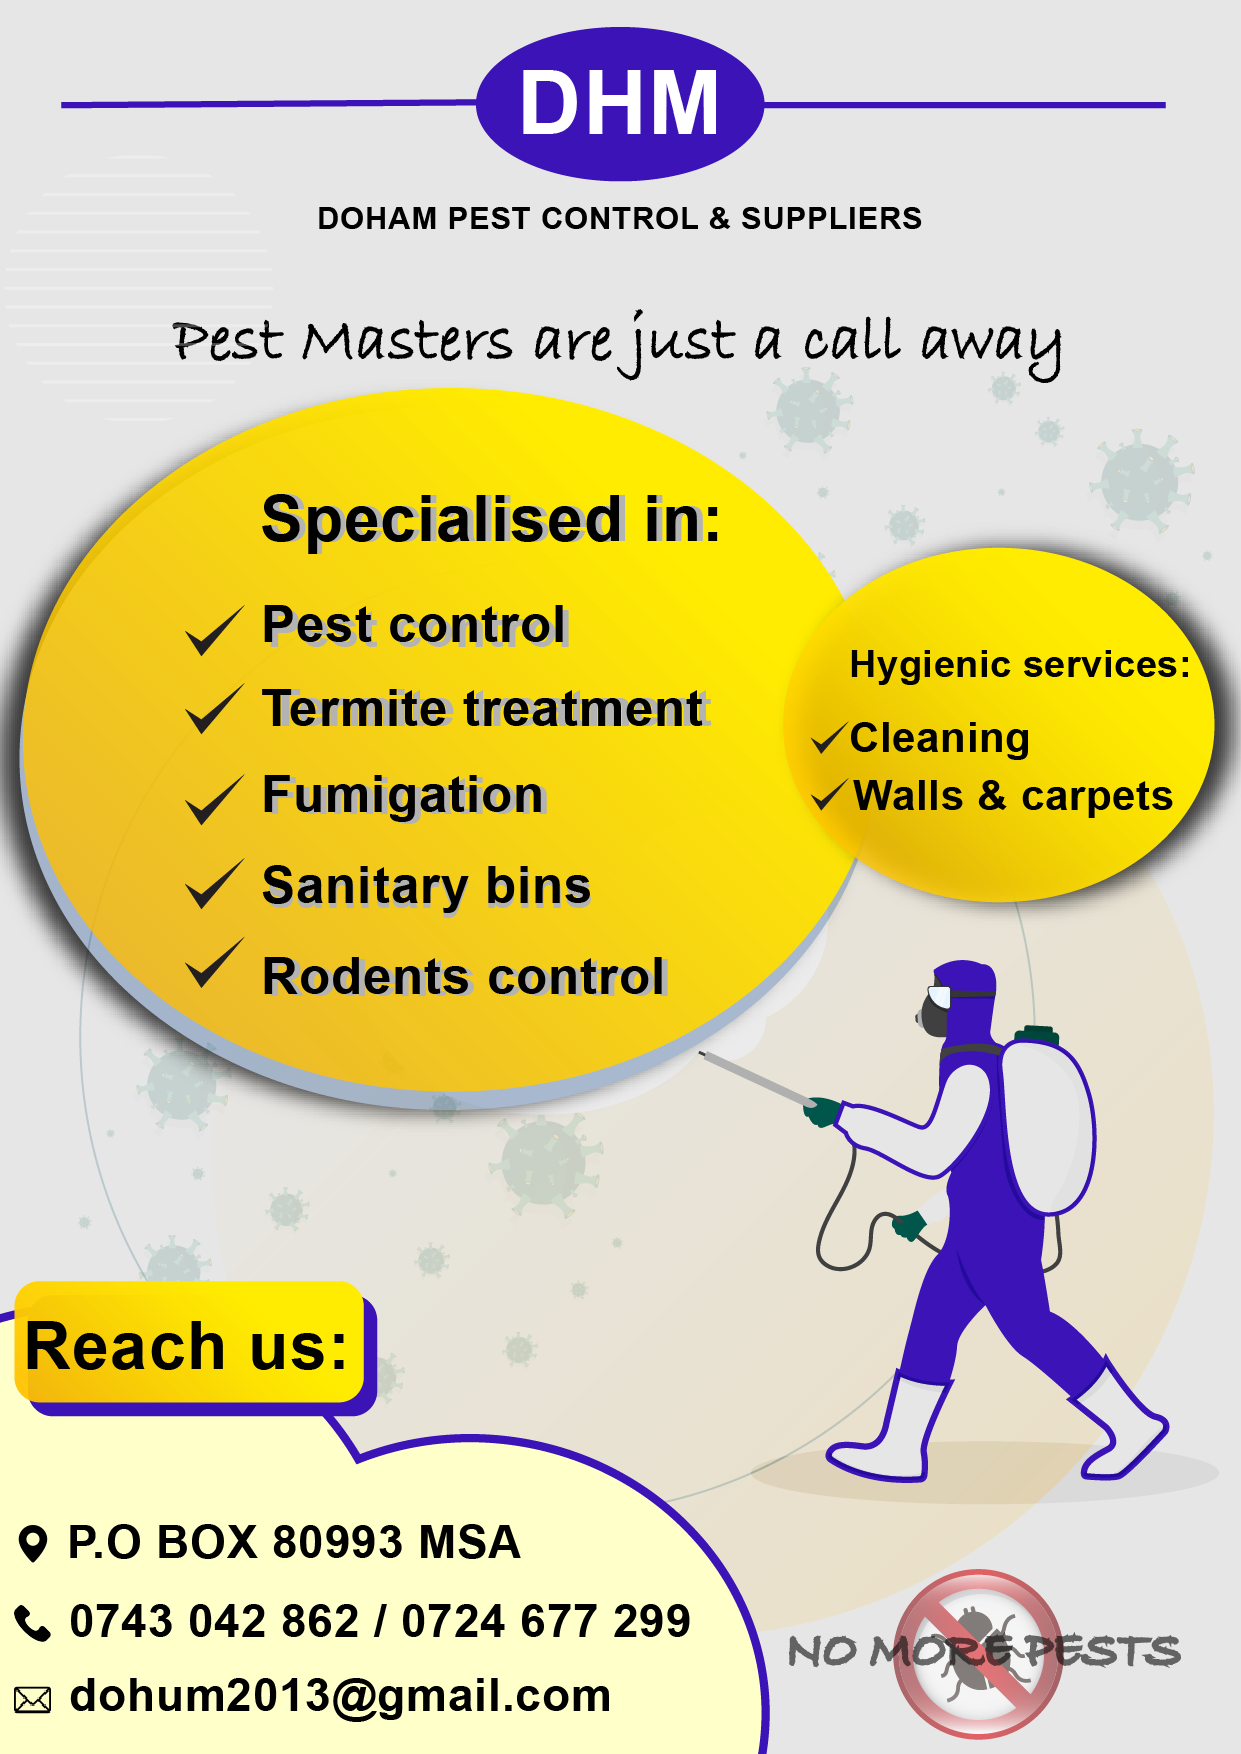 DHM
DOHAM PEST CONTROL & SUPPLIERS
Pest Masters are just a call away
Specialised in:
Pest control
Termite treatment
Fumigation
Sanitary bins
Rodents control
Hygienic services:
Cleaning
Walls & carpets
Reach us:
P.O BOX 80993 MSA
0743 042 862 / 0724 677 299
dohum2013@gmail.com
NO MORE PESTS